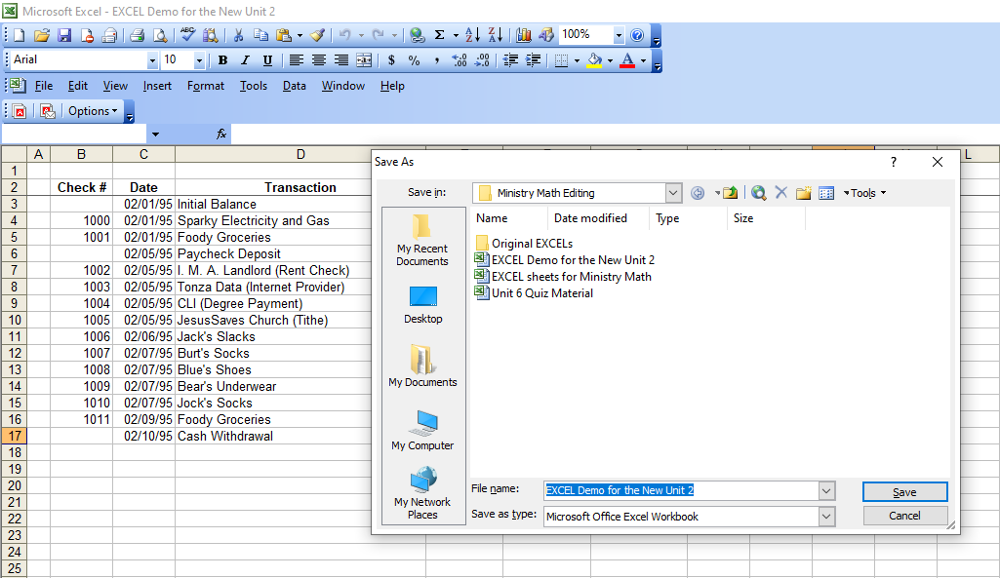 Microsoft Excel - EXCEL Demo for the New Unit 2
100%
Arial 10 B I U $ % ,
File Edit View Insert Format Tools Data Window Help
Options
fx
A B C D L
1
2 Check # Date Transaction
3 02/01/95 Initial Balance
4 1000 02/01/95 Sparky Electricity and Gas
5 1001 02/01/95 Foody Groceries
6 02/05/95 Paycheck Deposit
7 1002 02/05/95 I. M. A. Landlord (Rent Check)
8 1003 02/05/95 Tonza Data (Internet Provider)
9 1004 02/05/95 CLI (Degree Payment)
10 1005 02/05/95 JesusSaves Church (Tithe)
11 1006 02/06/95 Jack's Slacks
12 1007 02/07/95 Burt's Socks
13 1008 02/07/95 Blue's Shoes
14 1009 02/07/95 Bear's Underwear
15 1010 02/07/95 Jock's Socks
16 1011 02/09/95 Foody Groceries
17 02/10/95 Cash Withdrawal
18
19
20
21
22
23
24
25
Save As
Save in: Ministry Math Editing Tools
Name Date modified Type Size
Original EXCELs
EXCEL Demo for the New Unit 2
EXCEL sheets for Ministry Math
Unit 6 Quiz Material
My Recent
Documents
Desktop
My Documents
My Computer
My Network
Places
File name: EXCEL Demo for the New Unit 2 Save
Save as type: Microsoft Office Excel Workbook Cancel